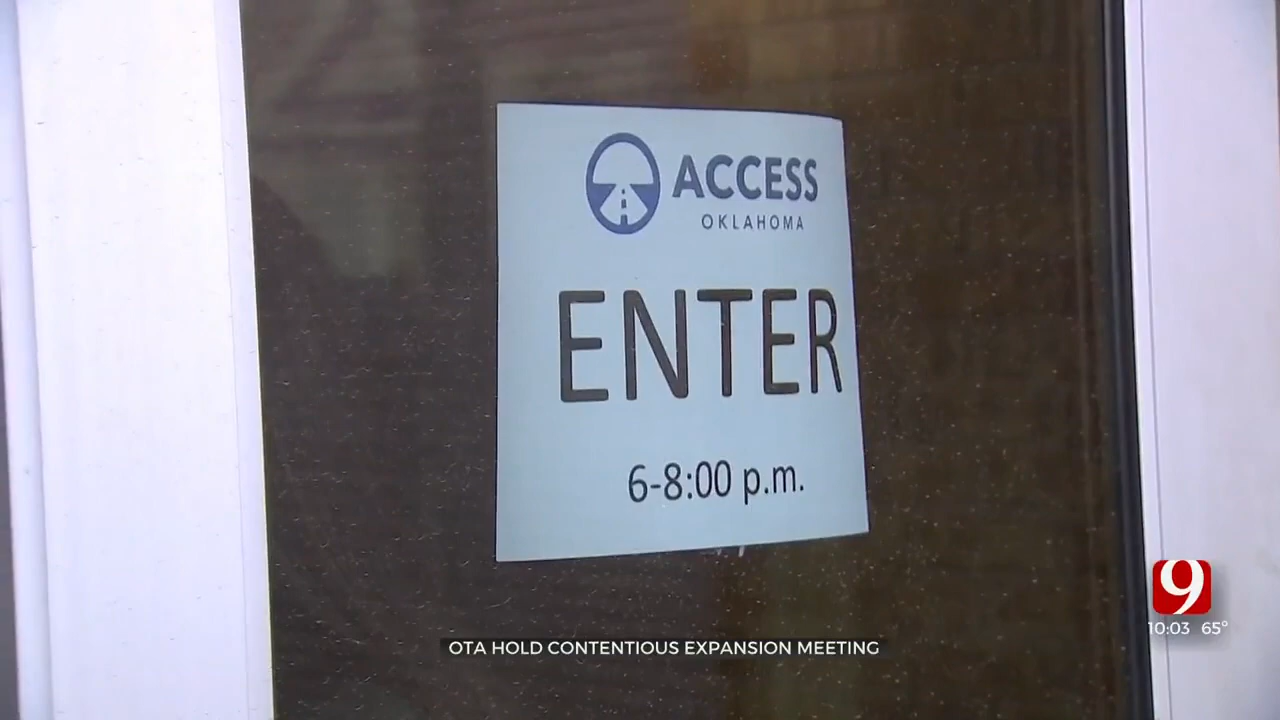 ACCESS
OKLAHOMA
ENTER
6-8:00 p.m.
9
10:03 65°
OTA HOLD CONTENTIOUS EXPANSION MEETING